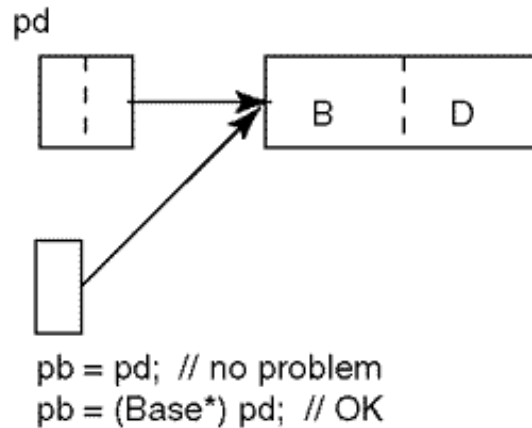 pd
B D
pb = pd; // no problem
pb = (Base*) pd; // OK